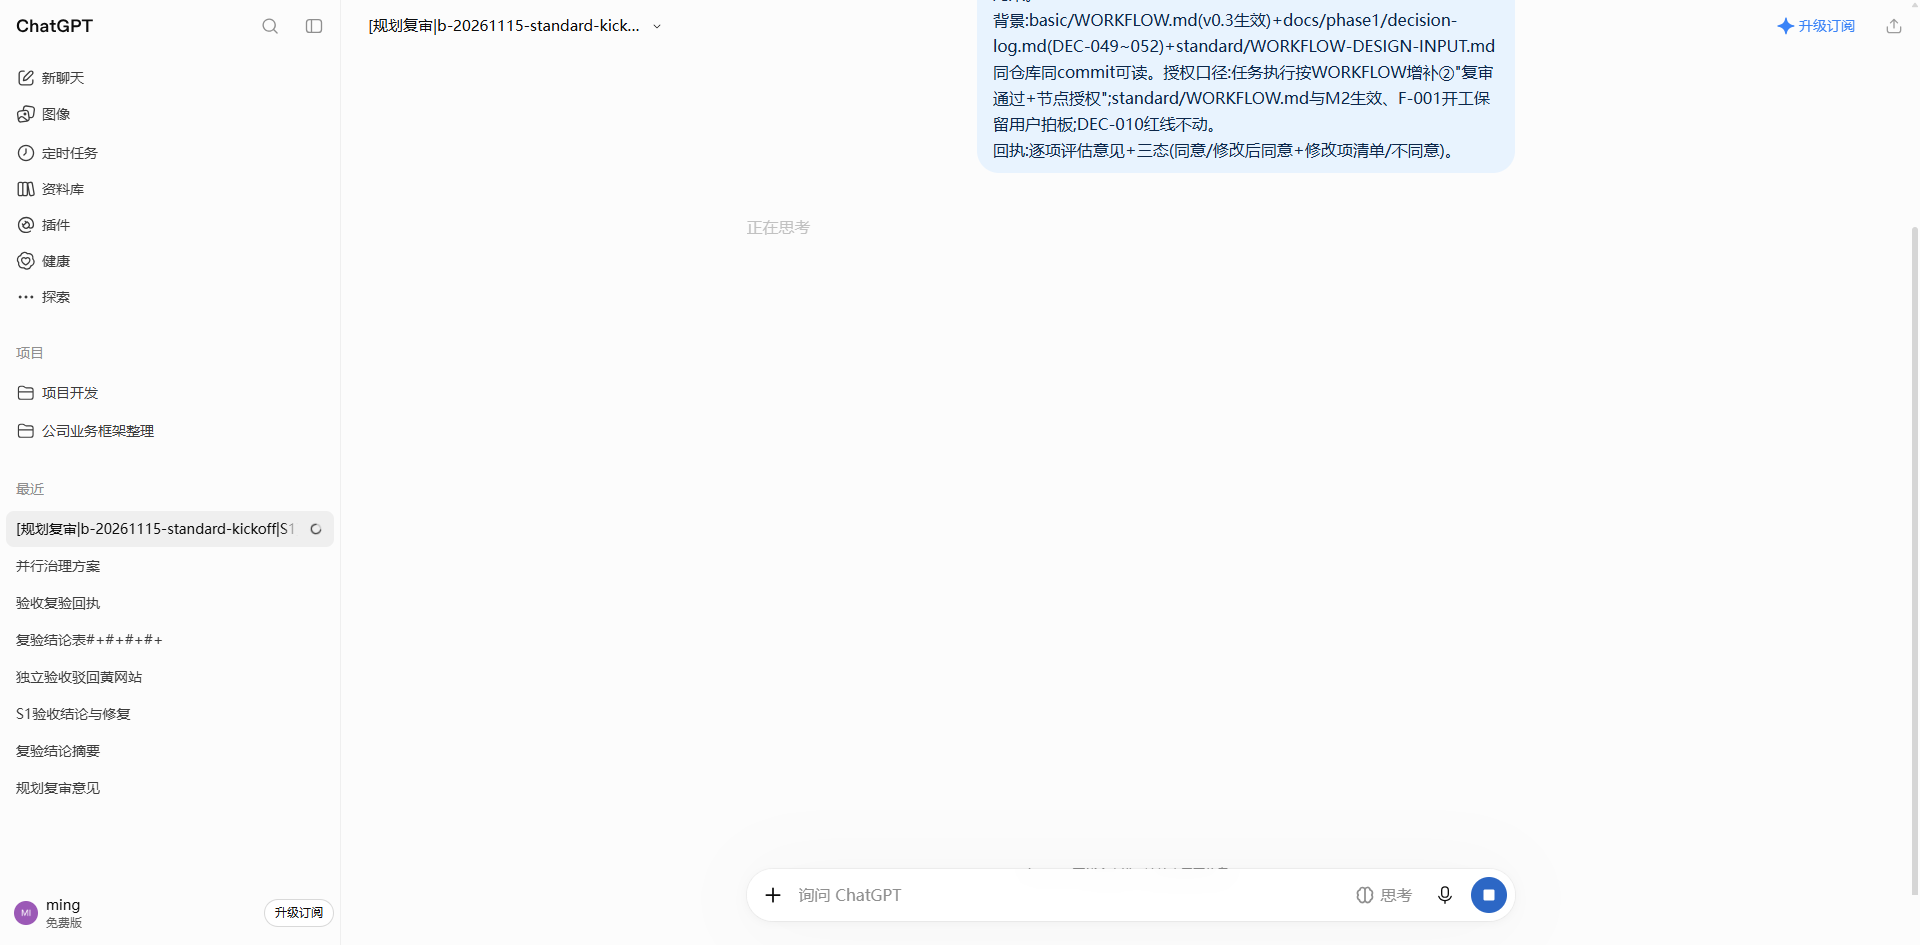 ChatGPT
新聊天
图像
定时任务
资料库
插件
健康
探索
项目
项目开发
公司业务框架整理
最近
[规划复审|b-20261115-standard-kickoff|S1
并行治理方案
验收复验回执
复验结论表#+#+#+#+
独立验收驳回黄网站
S1验收结论与修复
复验结论摘要
规划复审意见
MI
ming
免费版
升级订阅
[规划复审|b-20261115-standard-kick...
升级订阅
背景:basic/WORKFLOW.md(v0.3生效)+docs/phase1/decision-
log.md(DEC-049~052)+standard/WORKFLOW-DESIGN-INPUT.md
同仓库同commit可读。授权口径:任务执行按WORKFLOW增补②"复审
通过+节点授权";standard/WORKFLOW.md与M2生效、F-001开工保
留用户拍板;DEC-010红线不动。
回执:逐项评估意见+三态(同意/修改后同意+修改项清单/不同意)。
正在思考
询问 ChatGPT
思考